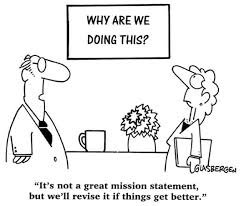 WHY ARE WE
DOING THIS?
GLASBERGEN
"It's not a great mission statement,
but we'll revise it if things get better."